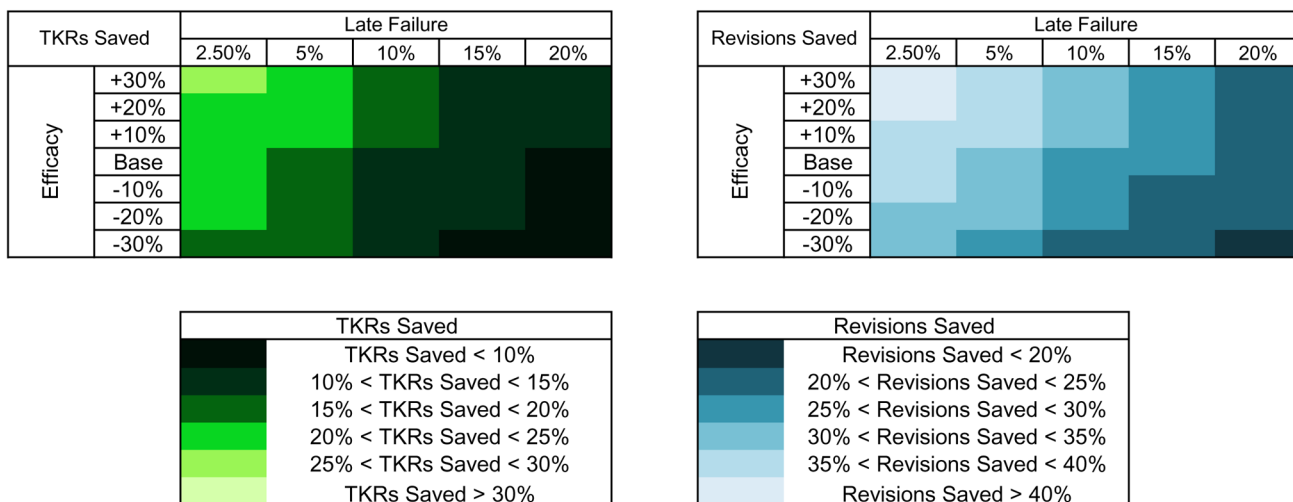 TKRs Saved
Late Failure
2.50% 5% 10% 15% 20%
Efficacy
+30%
+20%
+10%
Base
-10%
-20%
-30%
Revisions Saved
Late Failure
2.50% 5% 10% 15% 20%
Efficacy
+30%
+20%
+10%
Base
-10%
-20%
-30%
TKRs Saved
TKRs Saved < 10%
10% < TKRs Saved < 15%
15% < TKRs Saved < 20%
20% < TKRs Saved < 25%
25% < TKRs Saved < 30%
TKRs Saved > 30%
Revisions Saved
Revisions Saved < 20%
20% < Revisions Saved < 25%
25% < Revisions Saved < 30%
30% < Revisions Saved < 35%
35% < Revisions Saved < 40%
Revisions Saved > 40%